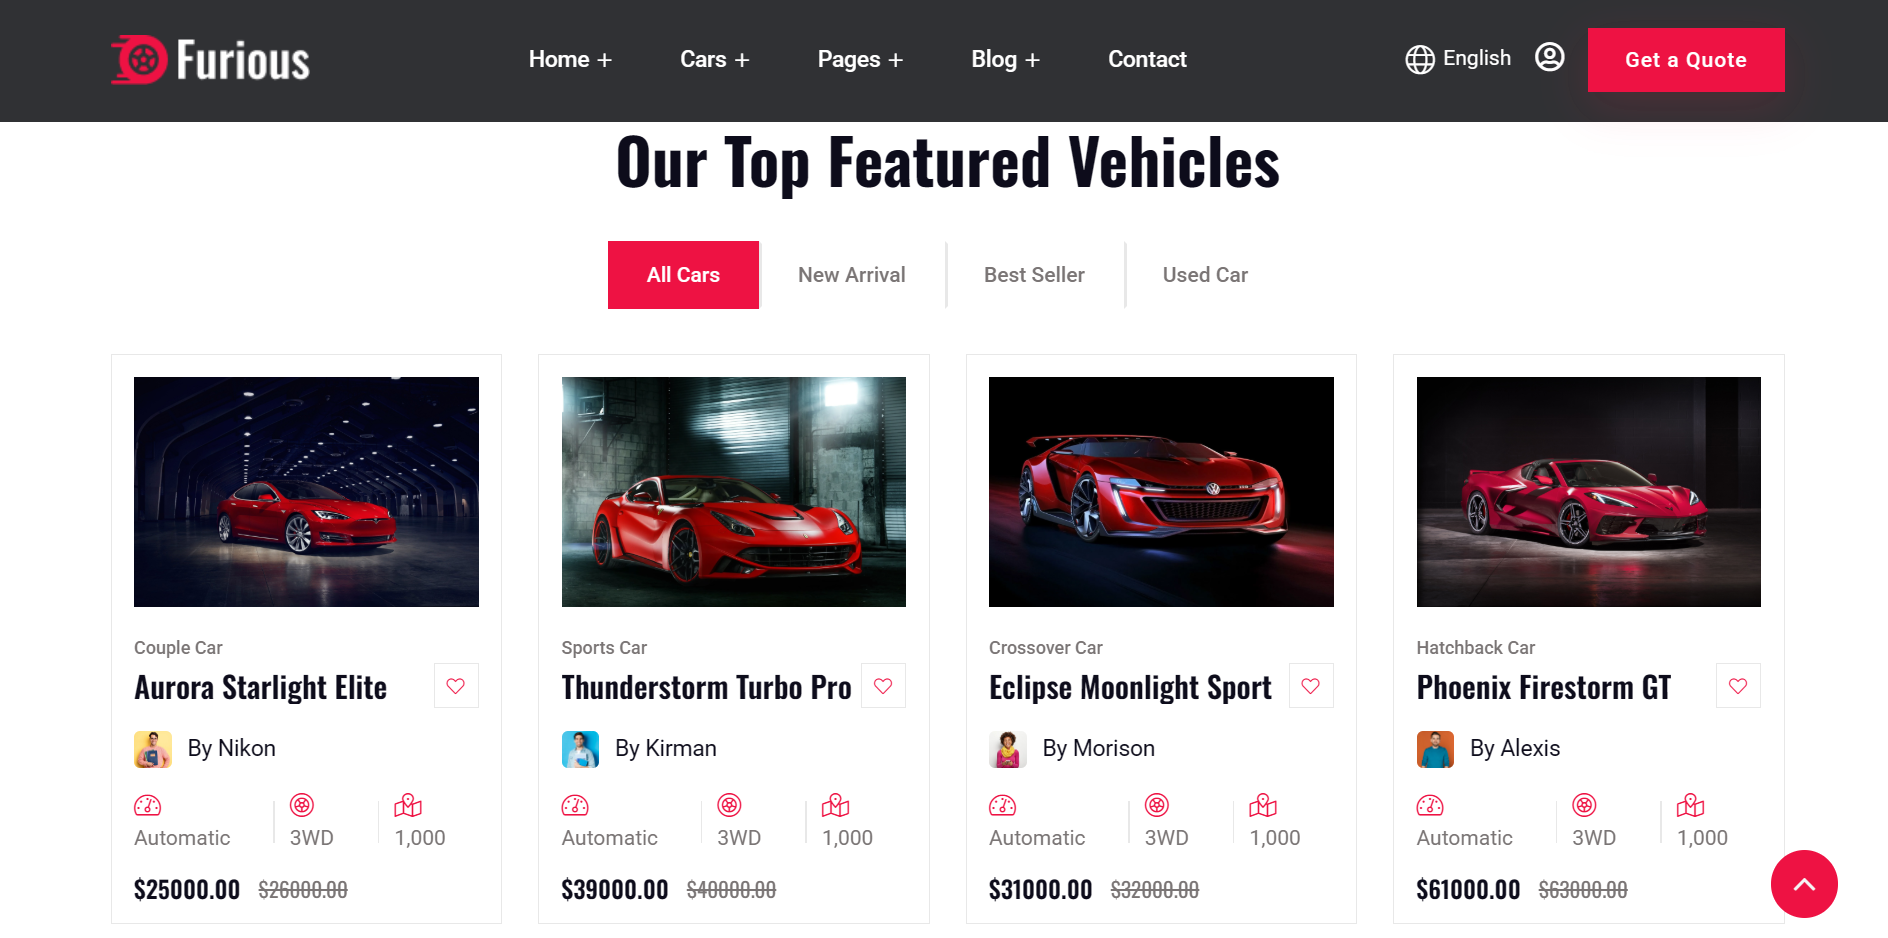 Furious
Home +
Cars +
Pages +
Blog +
Contact
English
Get a Quote
Our Top Featured Vehicles
All Cars
New Arrival
Best Seller
Used Car
Couple Car
Aurora Starlight Elite
By Nikon
Automatic
3WD
1,000
$25000.00 $26000.00
Sports Car
Thunderstorm Turbo Pro
By Kirman
Automatic
3WD
1,000
$39000.00 $40000.00
Crossover Car
Eclipse Moonlight Sport
By Morison
Automatic
3WD
1,000
$31000.00 $32000.00
Hatchback Car
Phoenix Firestorm GT
By Alexis
Automatic
3WD
1,000
$61000.00 $63000.00